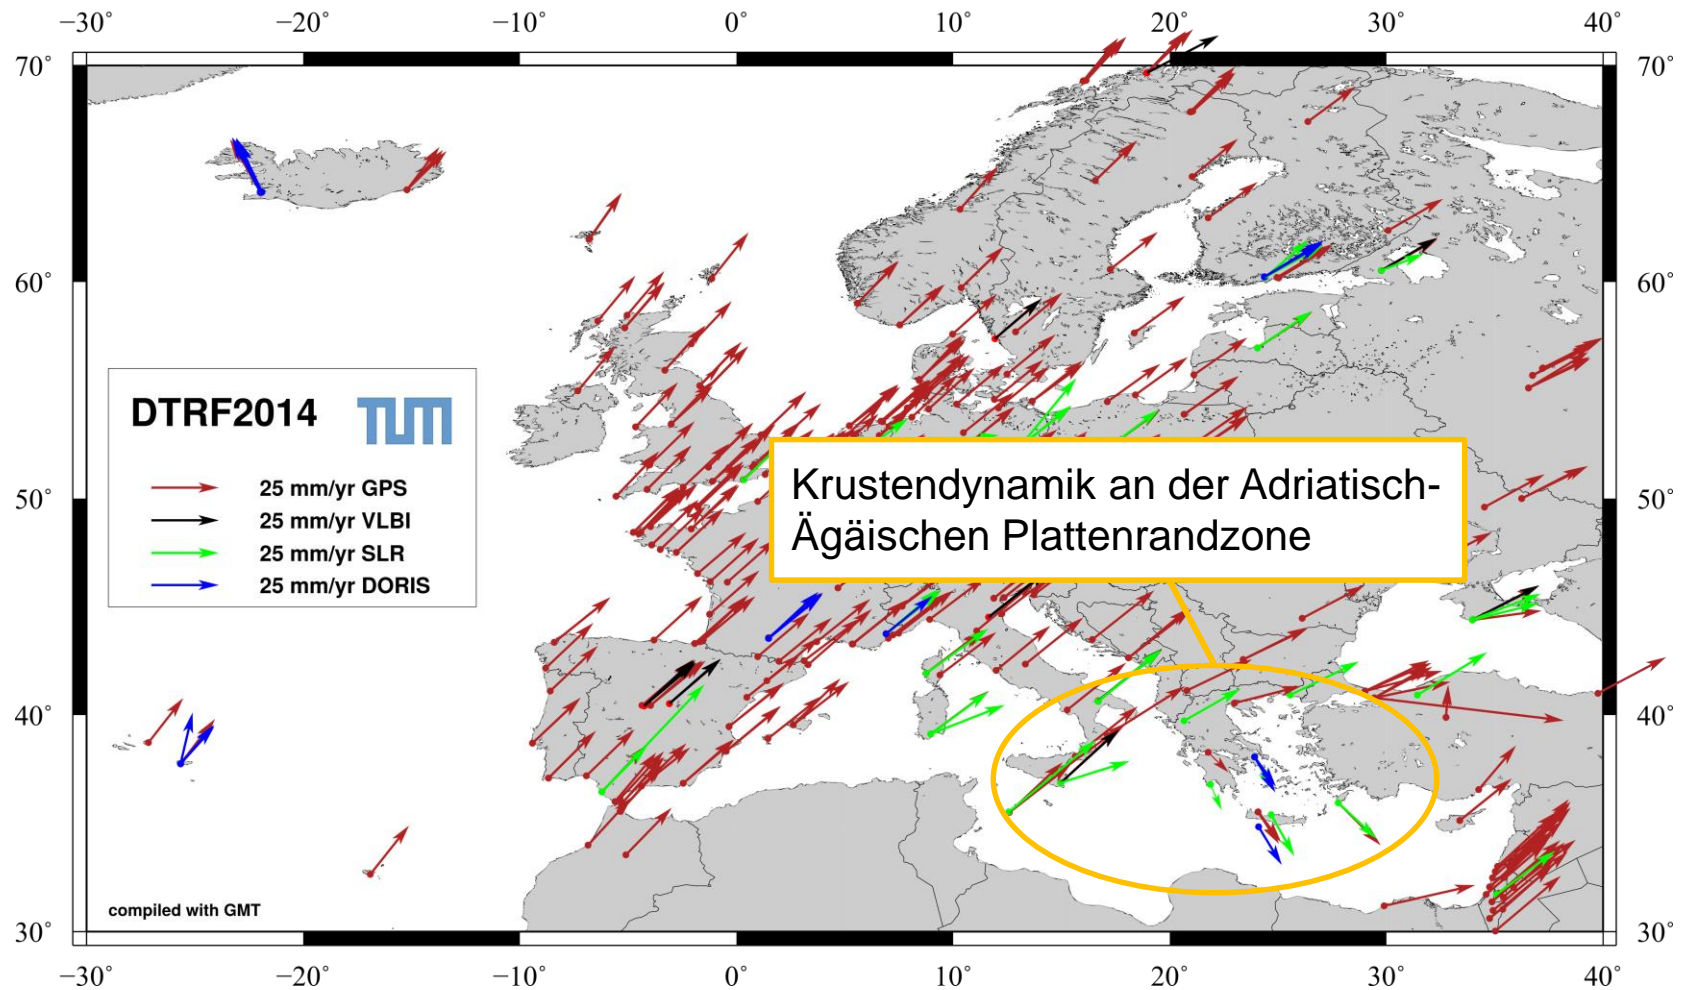 −30° −20° −10° 0° 10° 20° 30° 40°
70° 70°
60° 60°
DTRF2014 TUM
25 mm/yr GPS
25 mm/yr VLBI
25 mm/yr SLR
25 mm/yr DORIS
Krustendynamik an der Adriatisch-
Ägäischen Plattenrandzone
50° 50°
40° 40°
compiled with GMT
30° 30°
−30° −20° −10° 0° 10° 20° 30° 40°